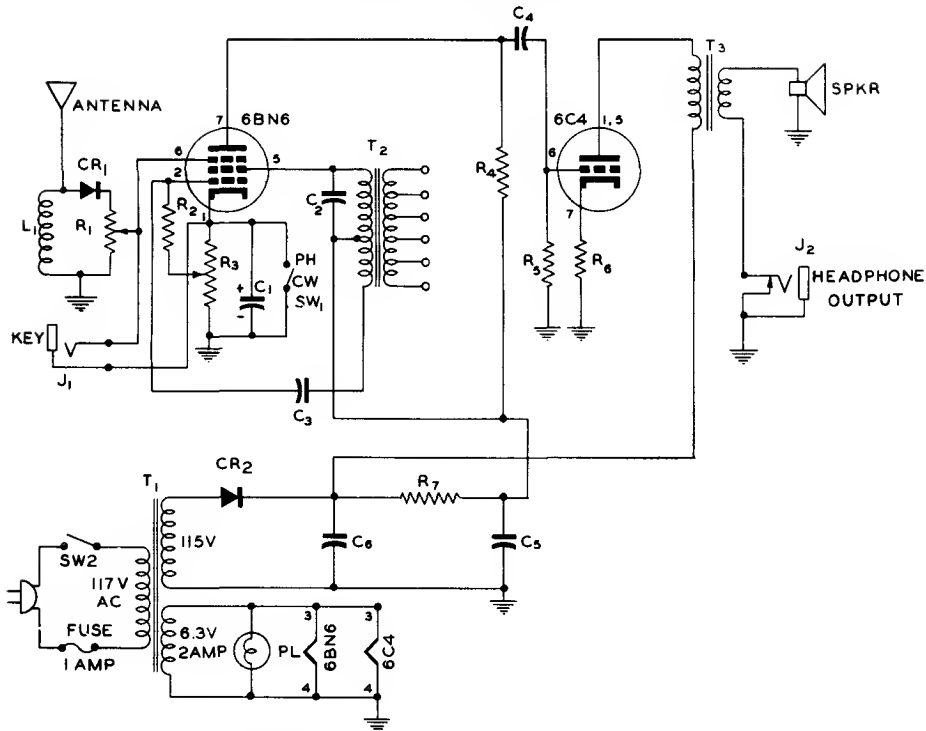 C4
T3
ANTENNA
7
6BN6
6C4
1, 5
SPKR
6
5
T2
2
6
CR1
R2
C2
R4
L1
R1
1
7
R3
C1
+
-
PH
CW
SW1
R5
R6
J2
HEADPHONE
OUTPUT
KEY
J1
C3
CR2
R7
T1
115V
C6
C5
SW2
117V
AC
FUSE
1 AMP
6.3V
2AMP
PL
3
6BN6
4
3
6C4
4